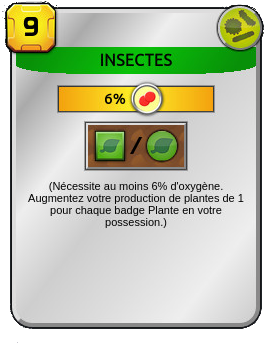 9
INSECTES
6%
/
(Nécessite au moins 6% d'oxygène.
Augmentez votre production de plantes de 1
pour chaque badge Plante en votre
possession.)